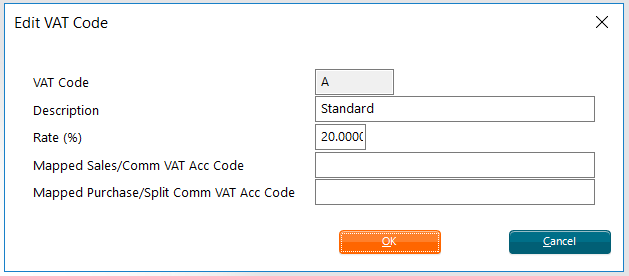 Edit VAT Code
VAT Code A
Description Standard
Rate (%) 20.000
Mapped Sales/Comm VAT Acc Code
Mapped Purchase/Split Comm VAT Acc Code
OK Cancel